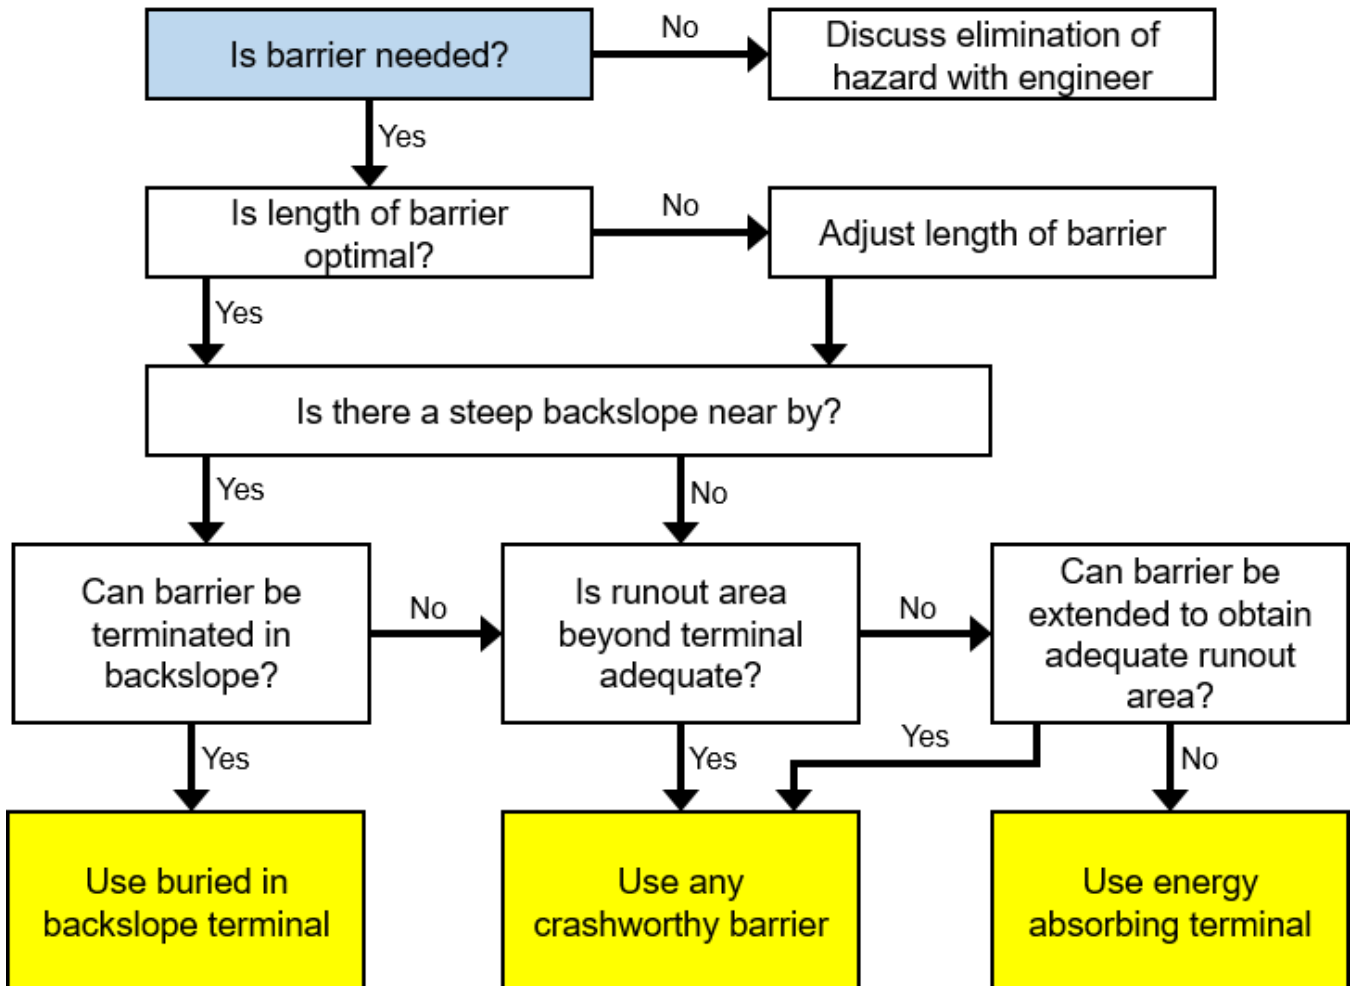 Is barrier needed?
No
Discuss elimination of
hazard with engineer
Yes
Is length of barrier
optimal?
No
Adjust length of barrier
Yes
Is there a steep backslope near by?
Yes
No
Can barrier be
terminated in
backslope?
No
Is runout area
beyond terminal
adequate?
No
Can barrier be
extended to obtain
adequate runout
area?
Yes
Yes
Yes
No
Use buried in
backslope terminal
Use any
crashworthy barrier
Use energy
absorbing terminal